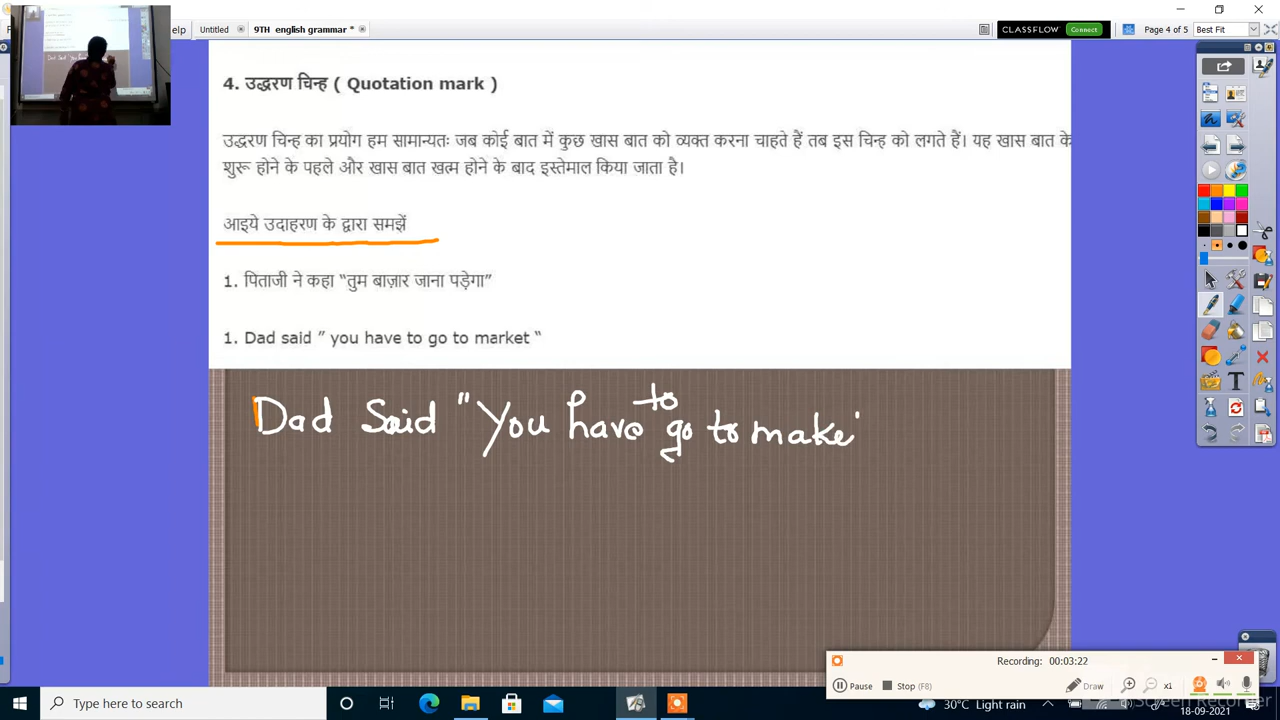 elp
Untitled
9TH english grammar *
CLASSFLOW
Connect
Page 4 of 5
Best Fit
4. उद्धरण चिन्ह ( Quotation mark )
उद्धरण चिन्ह का प्रयोग हम सामान्यतः जब कोई बात में कुछ खास बात को व्यक्त करना चाहते हैं तब इस चिन्ह को लगते हैं। यह खास बात के
शुरू होने के पहले और खास बात खत्म होने के बाद इस्तेमाल किया जाता है।
आइये उदाहरण के द्वारा समझें
1. पिताजी ने कहा “तुम बाज़ार जाना पड़ेगा”
1. Dad said ” you have to go to market “
Dad Said "You have to go to make'
Recording: 00:03:22
Pause
Stop (F8)
x1
Draw
Type here to search
30°C Light rain
18-09-2021
Screen Recorder